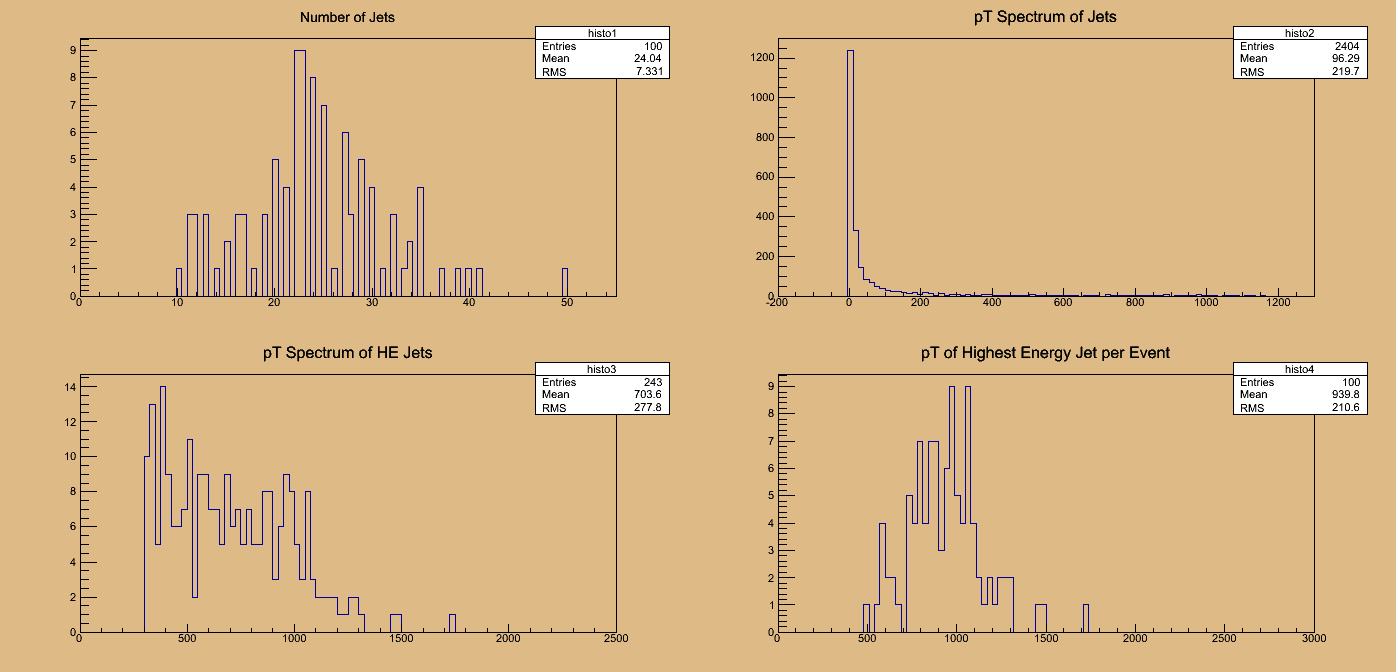 Number of Jets
histo1
Entries 100
Mean 24.04
RMS 7.331
9
8
7
6
5
4
3
2
1
0
0 10 20 30 40 50
pT Spectrum of Jets
histo2
Entries 2404
Mean 96.29
RMS 219.7
1200
1000
800
600
400
200
0
-200 0 200 400 600 800 1000 1200
pT Spectrum of HE Jets
histo3
Entries 243
Mean 703.6
RMS 277.8
14
12
10
8
6
4
2
0
0 500 1000 1500 2000 2500
pT of Highest Energy Jet per Event
histo4
Entries 100
Mean 939.8
RMS 210.6
9
8
7
6
5
4
3
2
1
0
0 500 1000 1500 2000 2500 3000